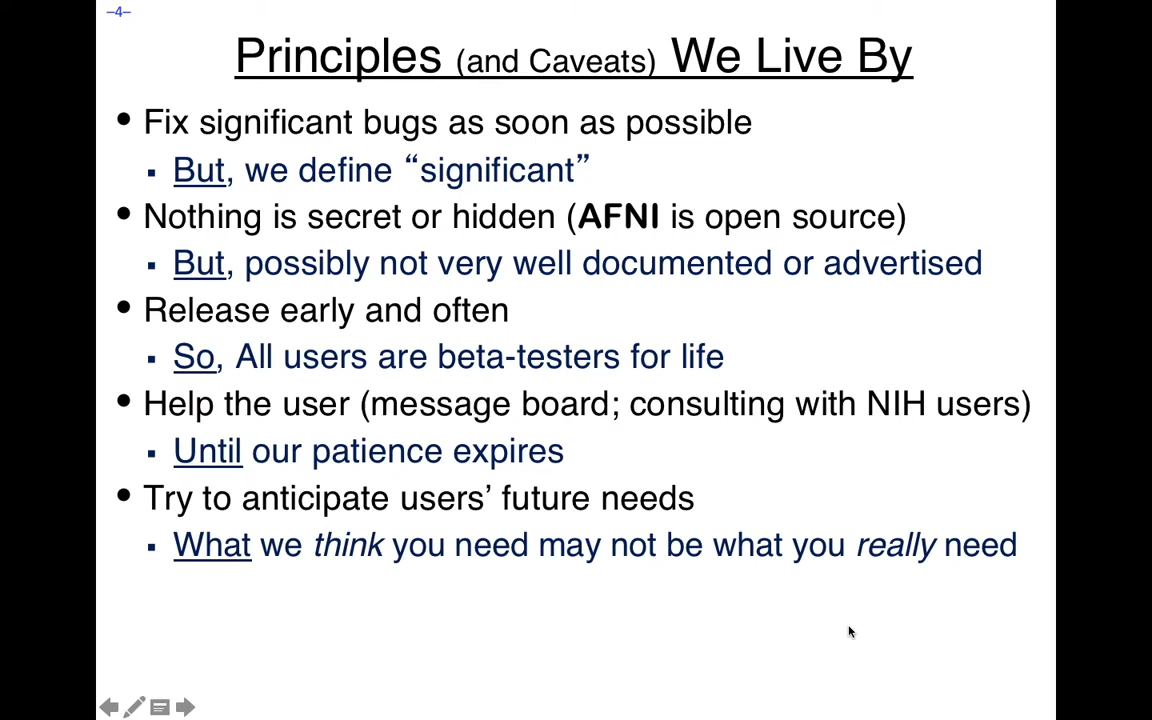 –4–
Principles (and Caveats) We Live By
• Fix significant bugs as soon as possible
▪ But, we define “significant”
• Nothing is secret or hidden (AFNI is open source)
▪ But, possibly not very well documented or advertised
• Release early and often
▪ So, All users are beta-testers for life
• Help the user (message board; consulting with NIH users)
▪ Until our patience expires
• Try to anticipate users’ future needs
▪ What we think you need may not be what you really need